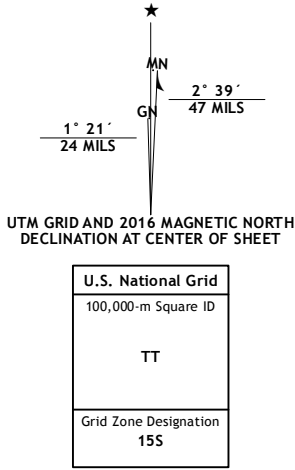 ★
MN
GN
2° 39´
47 MILS
1° 21´
24 MILS
UTM GRID AND 2016 MAGNETIC NORTH
DECLINATION AT CENTER OF SHEET
U.S. National Grid
100,000-m Square ID
TT
Grid Zone Designation
15S